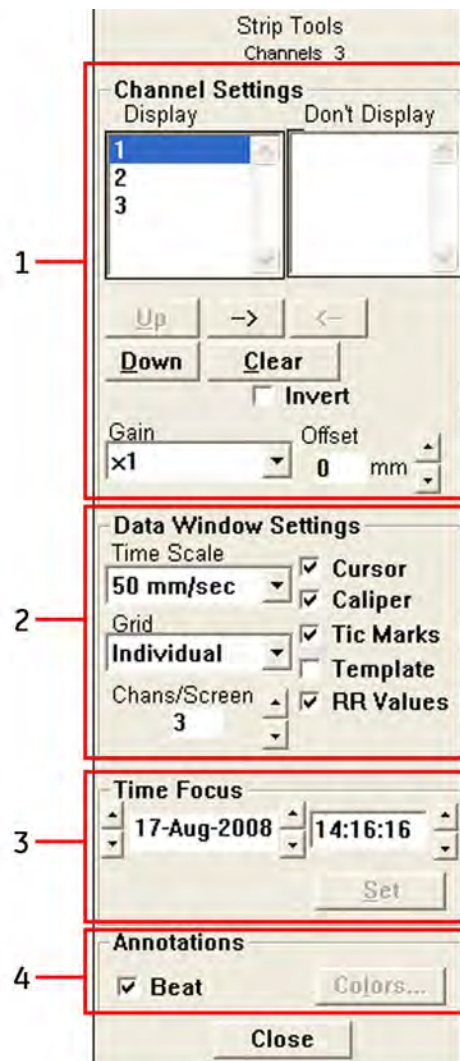 Strip Tools
Channels 3
1
Channel Settings
Display Don't Display
1
2
3
Up --> <--
Down Clear
Invert
Gain Offset
x1 0 mm
2
Data Window Settings
Time Scale
50 mm/sec
Cursor
Caliper
Grid
Individual
Tic Marks
Template
Chans/Screen
3
RR Values
3
Time Focus
17-Aug-2008 14:16:16
Set
4
Annotations
Beat Colors...
Close